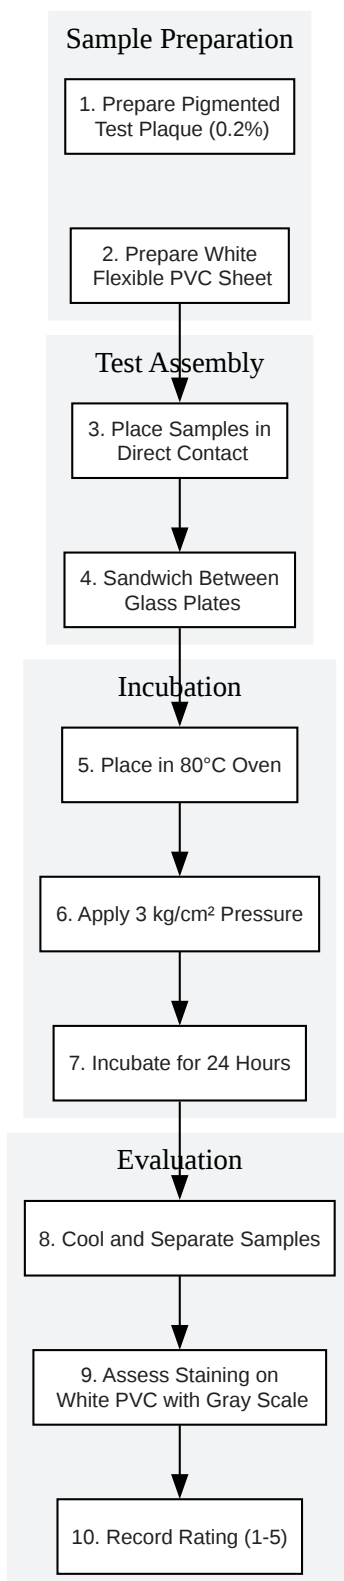 Sample Preparation
1. Prepare Pigmented
Test Plaque (0.2%)
2. Prepare White
Flexible PVC Sheet
Test Assembly
3. Place Samples in
Direct Contact
4. Sandwich Between
Glass Plates
Incubation
5. Place in 80°C Oven
6. Apply 3 kg/cm² Pressure
7. Incubate for 24 Hours
Evaluation
8. Cool and Separate Samples
9. Assess Staining on
White PVC with Gray Scale
10. Record Rating (1-5)